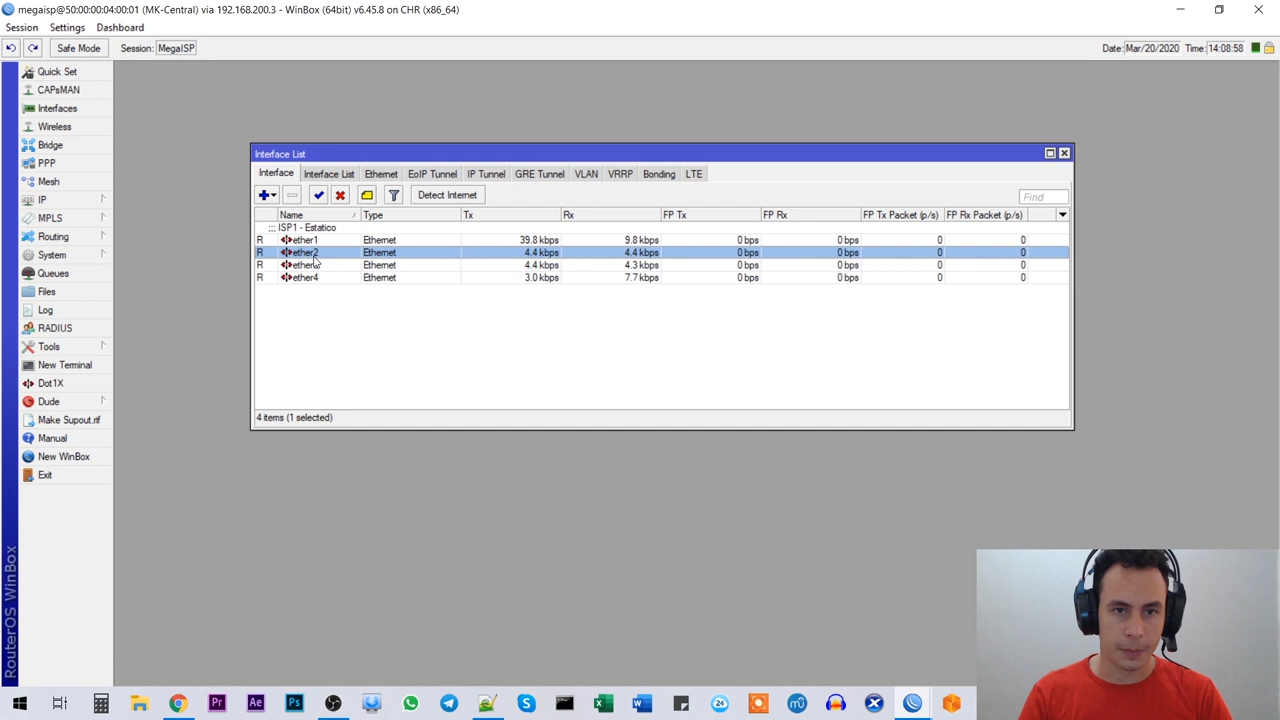 megaisp@50:00:00:04:00:01 (MK-Central) via 192.168.200.3 - WinBox (64bit) v6.45.8 on CHR (x86_64)
Session Settings Dashboard
Safe Mode Session: MegaISP Date: Mar/20/2020 Time: 14:08:58
Quick Set
CAPsMAN
Interfaces
Wireless
Bridge
PPP
Mesh
IP
MPLS
Routing
System
Queues
Files
Log
RADIUS
Tools
New Terminal
Dot1X
Dude
Make Supout.rif
Manual
New WinBox
Exit
RouterOS WinBox
Interface List
Interface Interface List Ethernet EoIP Tunnel IP Tunnel GRE Tunnel VLAN VRRP Bonding LTE
Detect Internet Find
Name Type Tx Rx FP Tx FP Rx FP Tx Packet (p/s) FP Rx Packet (p/s)
::: ISP1 - Estatico
R ether1 Ethernet 39.8 kbps 9.8 kbps 0 bps 0 bps 0 0
R ether2 Ethernet 4.4 kbps 4.4 kbps 0 bps 0 bps 0 0
R Ethernet 4.4 kbps 4.3 kbps 0 bps 0 bps 0 0
R ether4 Ethernet 3.0 kbps 7.7 kbps 0 bps 0 bps 0 0
4 items (1 selected)
Pr Ae Ps 24